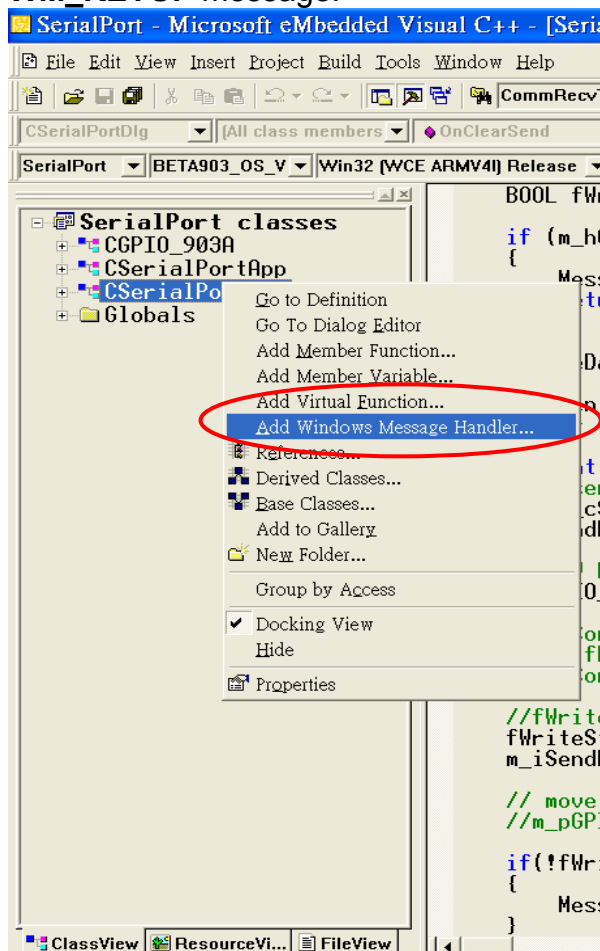 message.
SerialPort - Microsoft eMbedded Visual C++ - [Seria
File Edit View Insert Project Build Tools Window Help
CommRecvT
CSerialPortDlg [All class members OnClearSend
SerialPort BETA903_OS_V Win32 (WCE ARMV4I) Release
SerialPort classes
CGPIO_903A
CSerialPortApp
CSerialPo
Globals
Go to Definition
Go To Dialog Editor
Add Member Function...
Add Member Variable...
Add Virtual Function...
Add Windows Message Handler...
References...
Derived Classes...
Base Classes...
Add to Gallery
New Folder...
Group by Access
Docking View
Hide
Properties
ClassView ResourceVi... FileView
BOOL fWr
if (m_h
{
Mess
//fWrite
fWriteS
m_iSend
// move
//m_pGP
if(!fWr
{
Mess
}